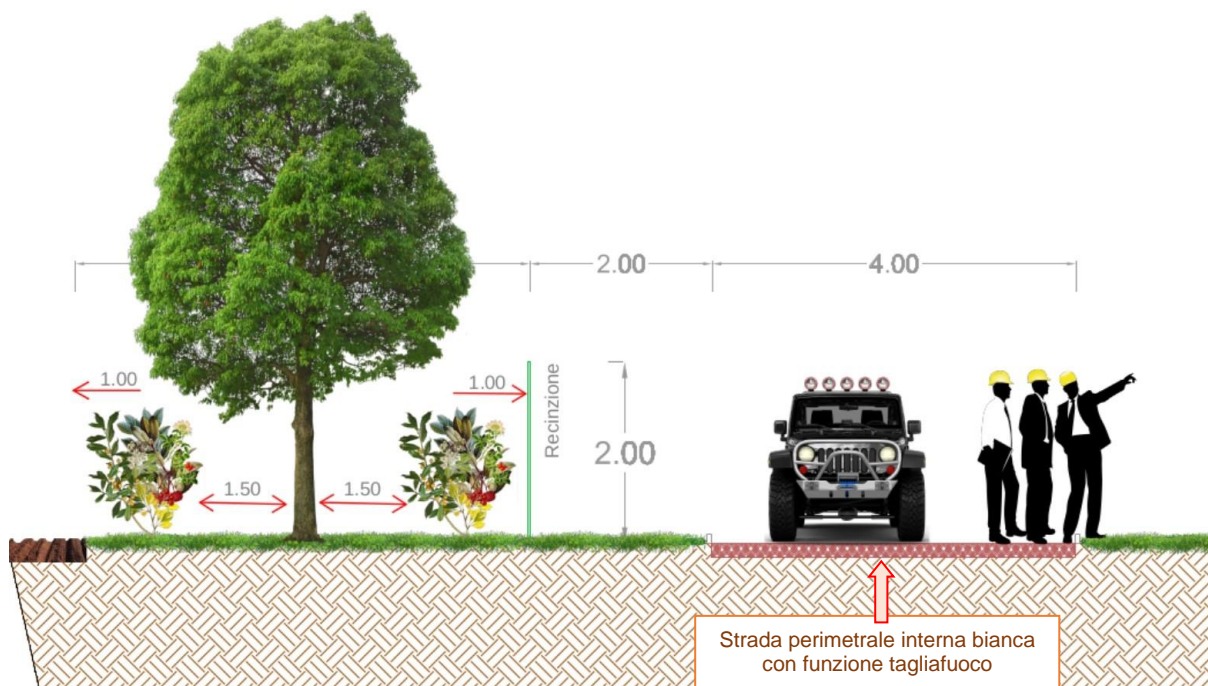 2.00
4.00
1.00
1.00
Recinzione
2.00
1.50
1.50
Strada perimetrale interna bianca
con funzione tagliafuoco